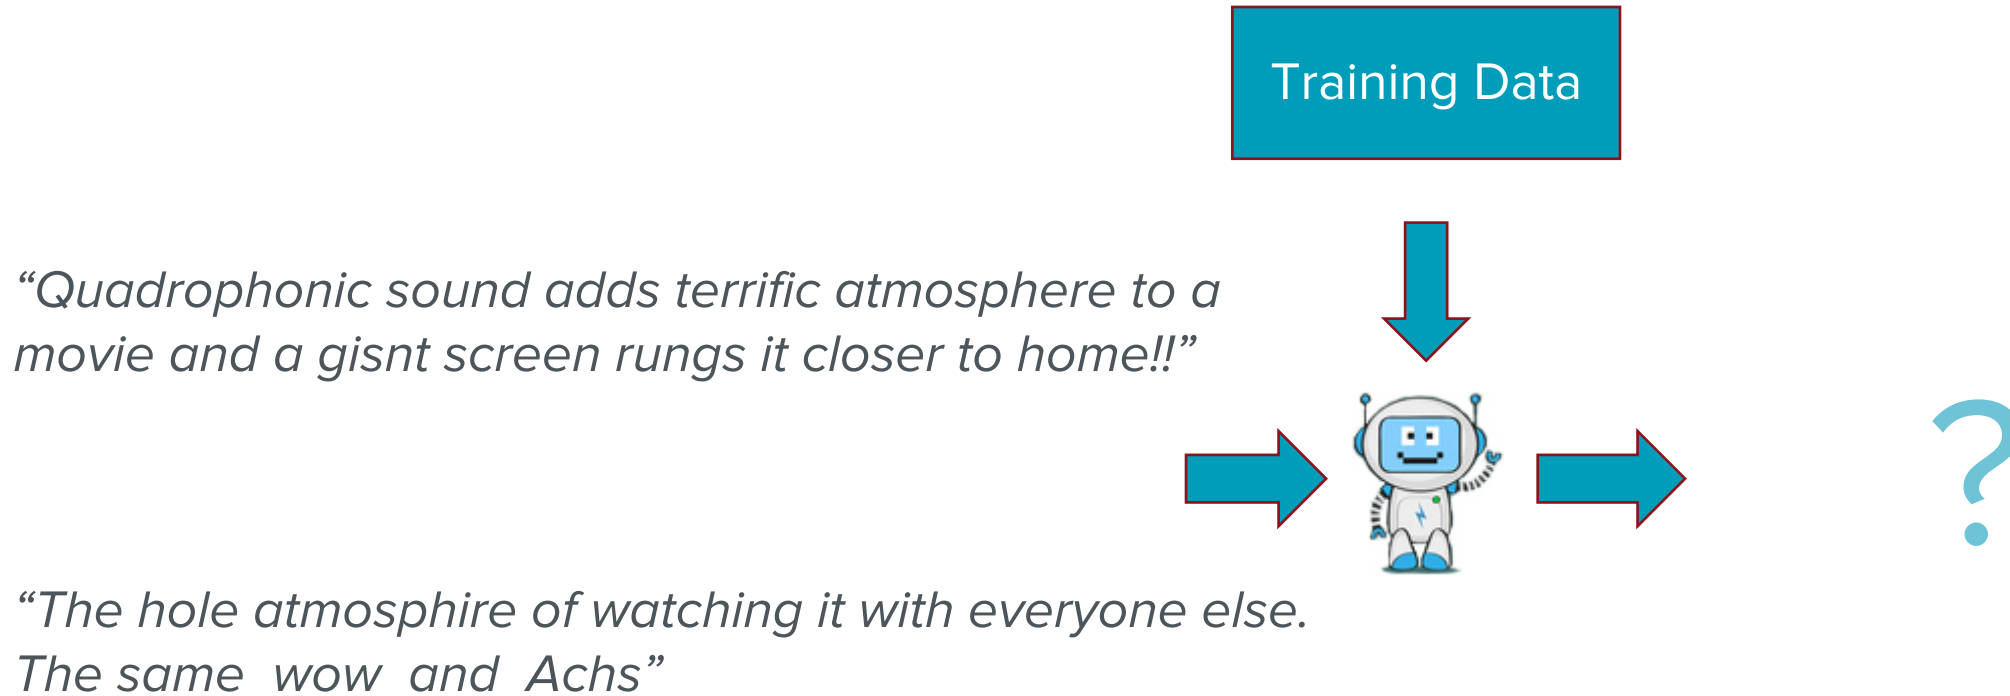 Training Data
“Quadrophonic sound adds terrific atmosphere to a
movie and a gisnt screen rungs it closer to home!!”
?
“The hole atmosphire of watching it with everyone else.
The same  wow  and  Achs”